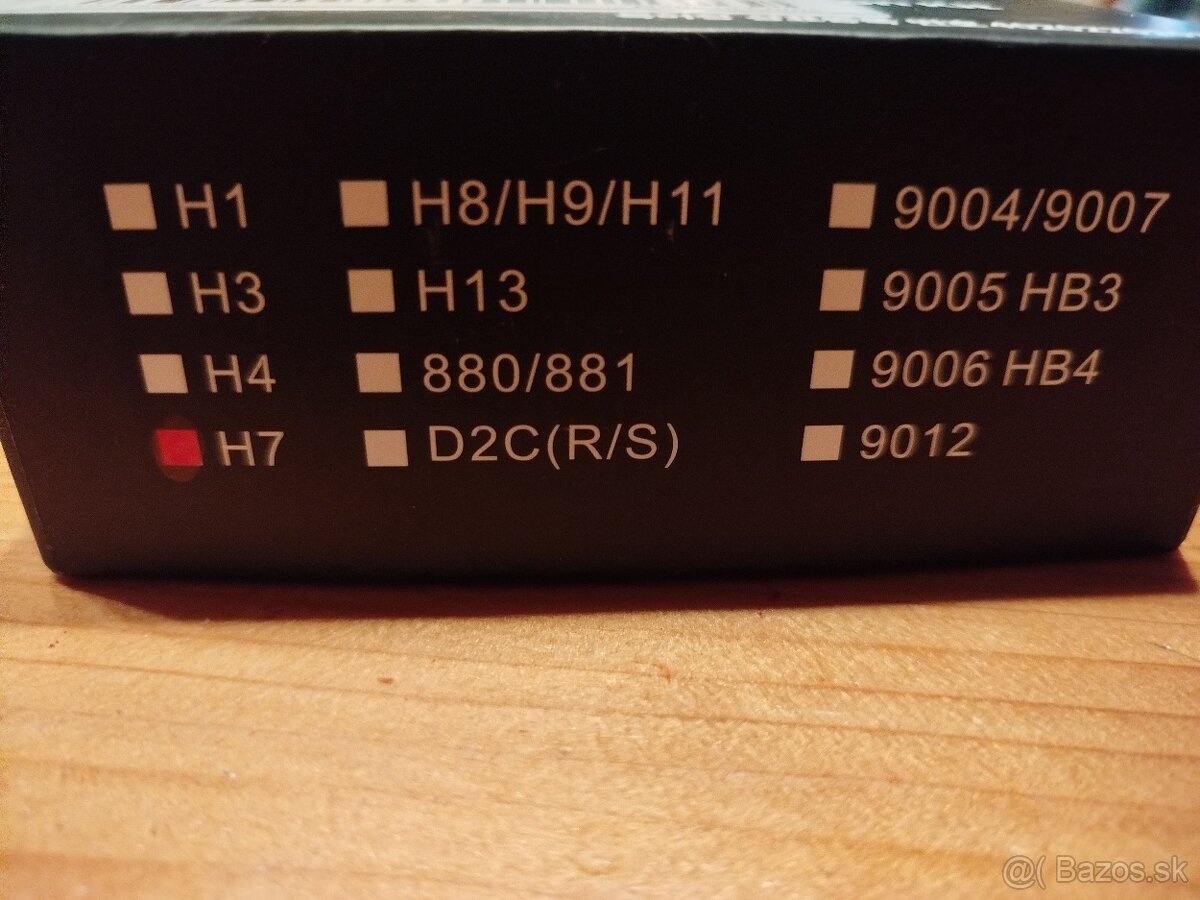 H1 H8/H9/H11 9004/9007
H3 H13 9005 HB3
H4 880/881 9006 HB4
H7 D2C(R/S) 9012
@( Bazos.sk